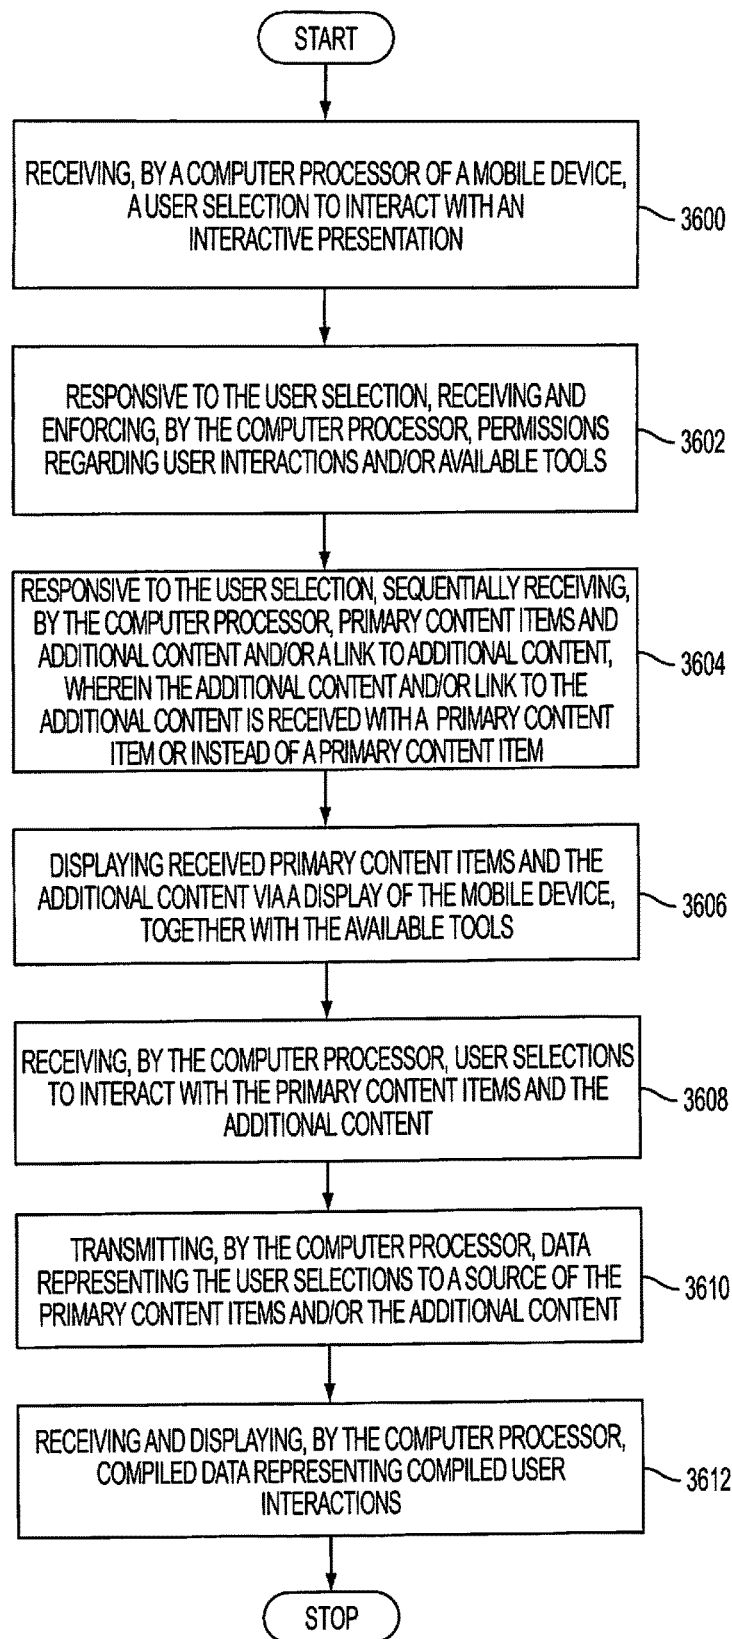 START
RECEIVING, BY A COMPUTER PROCESSOR OF A MOBILE DEVICE,
A USER SELECTION TO INTERACT WITH AN
INTERACTIVE PRESENTATION
3600
RESPONSIVE TO THE USER SELECTION, RECEIVING AND
ENFORCING, BY THE COMPUTER PROCESSOR, PERMISSIONS
REGARDING USER INTERACTIONS AND/OR AVAILABLE TOOLS
3602
RESPONSIVE TO THE USER SELECTION, SEQUENTIALLY RECEIVING,
BY THE COMPUTER PROCESSOR, PRIMARY CONTENT ITEMS AND
ADDITIONAL CONTENT AND/OR A LINK TO ADDITIONAL CONTENT,
WHEREIN THE ADDITIONAL CONTENT AND/OR LINK TO THE
ADDITIONAL CONTENT IS RECEIVED WITH A PRIMARY CONTENT
ITEM OR INSTEAD OF A PRIMARY CONTENT ITEM
3604
DISPLAYING RECEIVED PRIMARY CONTENT ITEMS AND THE
ADDITIONAL CONTENT VIA A DISPLAY OF THE MOBILE DEVICE,
TOGETHER WITH THE AVAILABLE TOOLS
3606
RECEIVING, BY THE COMPUTER PROCESSOR, USER SELECTIONS
TO INTERACT WITH THE PRIMARY CONTENT ITEMS AND THE
ADDITIONAL CONTENT
3608
TRANSMITTING, BY THE COMPUTER PROCESSOR, DATA
REPRESENTING THE USER SELECTIONS TO A SOURCE OF THE
PRIMARY CONTENT ITEMS AND/OR THE ADDITIONAL CONTENT
3610
RECEIVING AND DISPLAYING, BY THE COMPUTER PROCESSOR,
COMPILED DATA REPRESENTING COMPILED USER
INTERACTIONS
3612
STOP